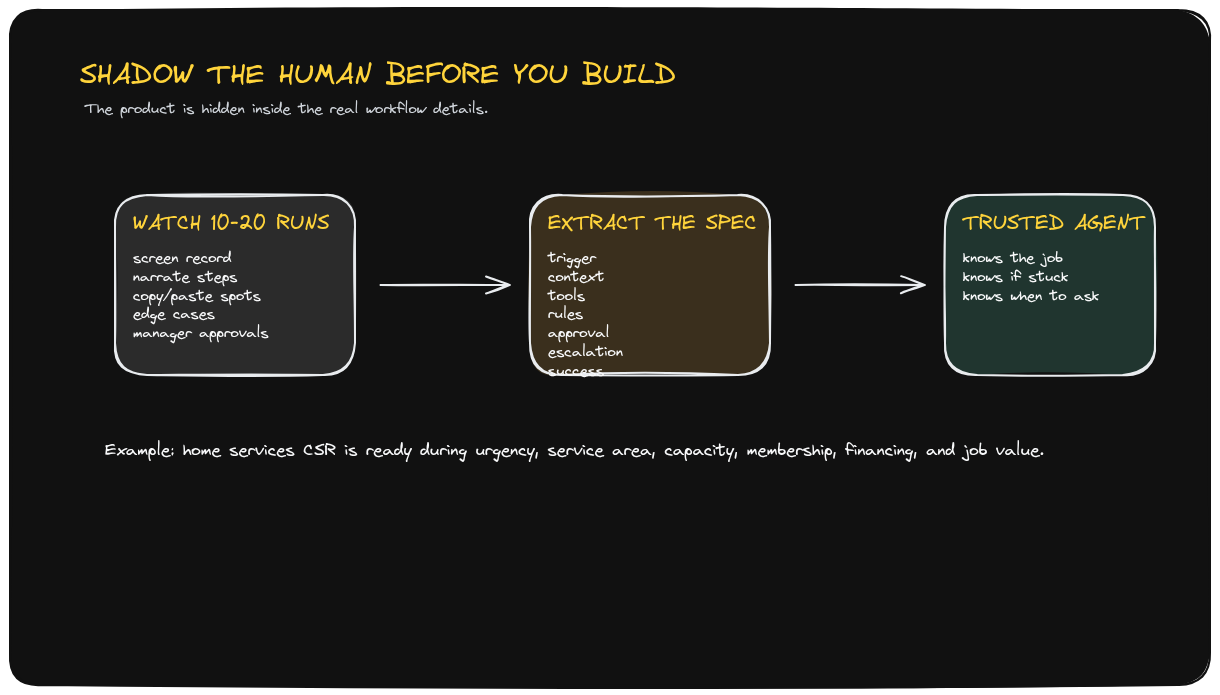 SHADOW THE HUMAN BEFORE YOU BUILD
The product is hidden inside the real workflow details.
WATCH 10-20 RUNS
screen record
narrate steps
copy/paste spots
edge cases
manager approvals
EXTRACT THE SPEC
trigger
context
tools
rules
approval
escalation
success
TRUSTED AGENT
knows the job
knows if stuck
knows when to ask
Example: home services CSR is ready during urgency, service area, capacity, membership, financing, and job value.